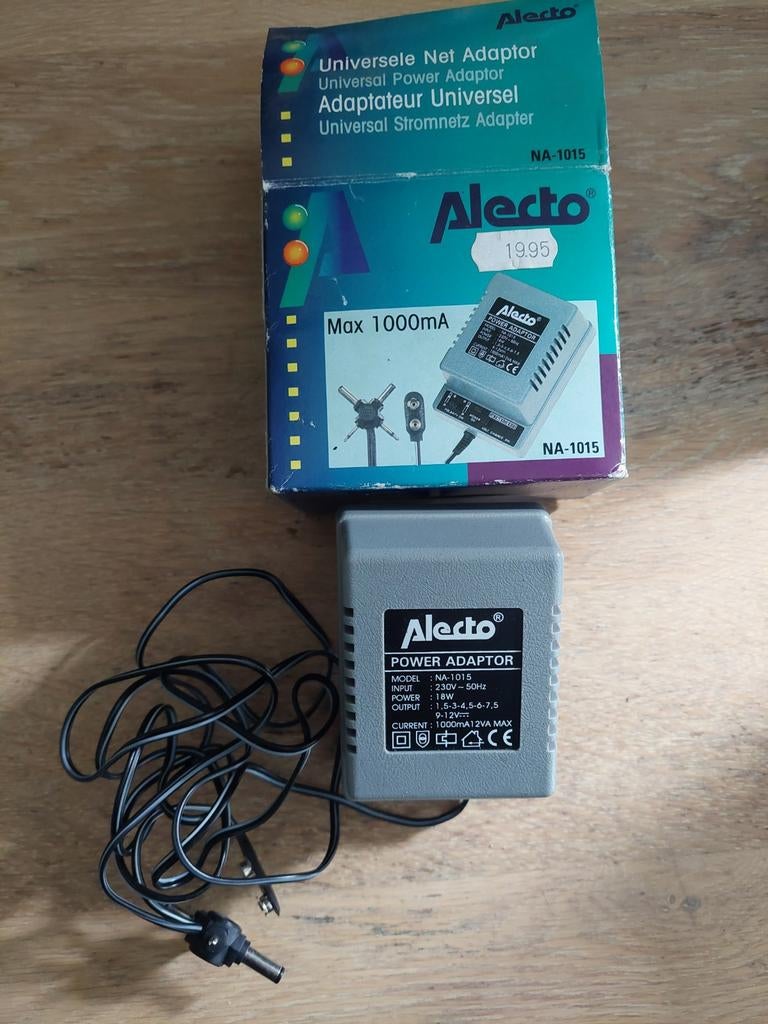 Alecto
Universele Net Adaptor
Universal Power Adaptor
Adaptateur Universel
Universal Stromnetz Adapter
NA-1015
Alecto®
19.95
Max 1000mA
Alecto
POWER ADAPTOR
NA-1015
Alecto®
POWER ADAPTOR
MODEL : NA-1015
INPUT : 230V ~ 50Hz
POWER : 18W
OUTPUT : 1,5-3-4,5-6-7,5
9-12V⎓
CURRENT : 1000mA12VA MAX
CE